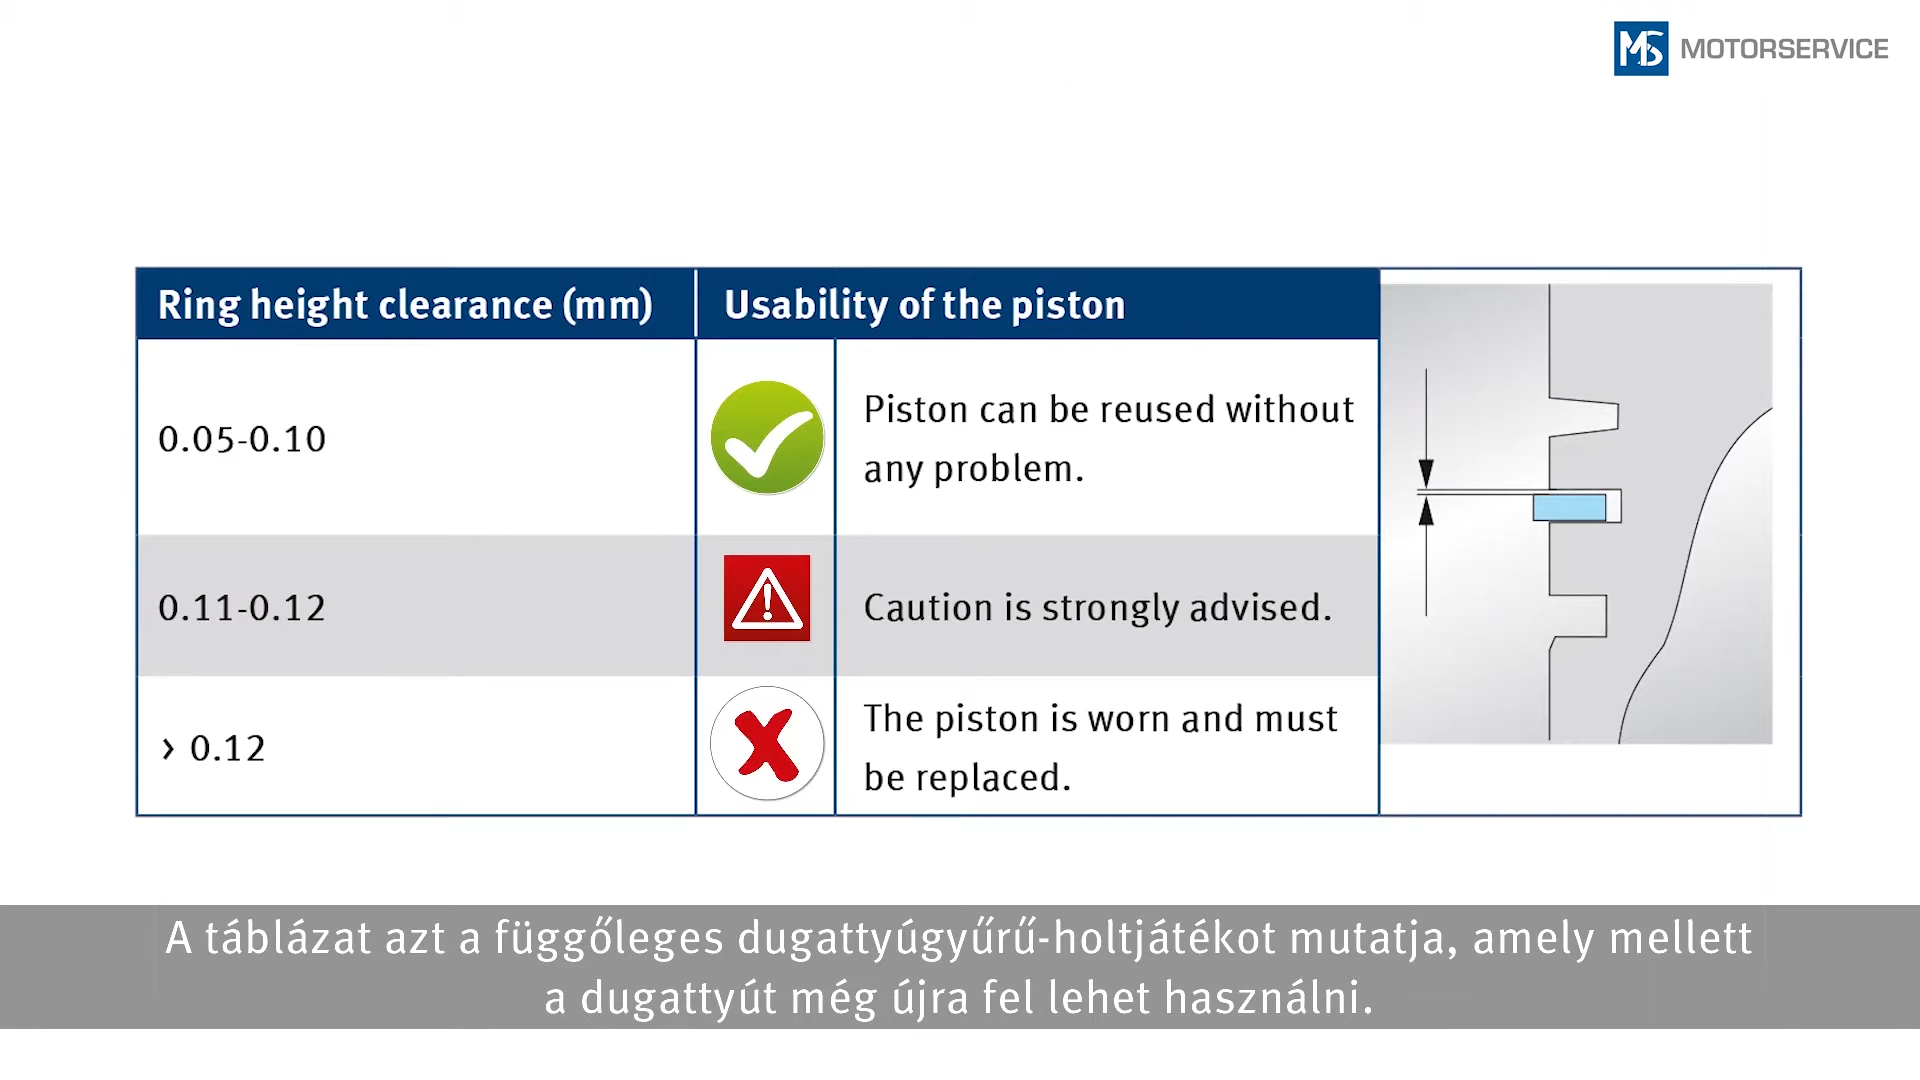 MS MOTORSERVICE
Ring height clearance (mm)
Usability of the piston
0.05-0.10
Piston can be reused without
any problem.
0.11-0.12
Caution is strongly advised.
> 0.12
The piston is worn and must
be replaced.
A táblázat azt a függőleges dugattyúgyűrű-holtjátékot mutatja, amely mellett
a dugattyút még újra fel lehet használni.